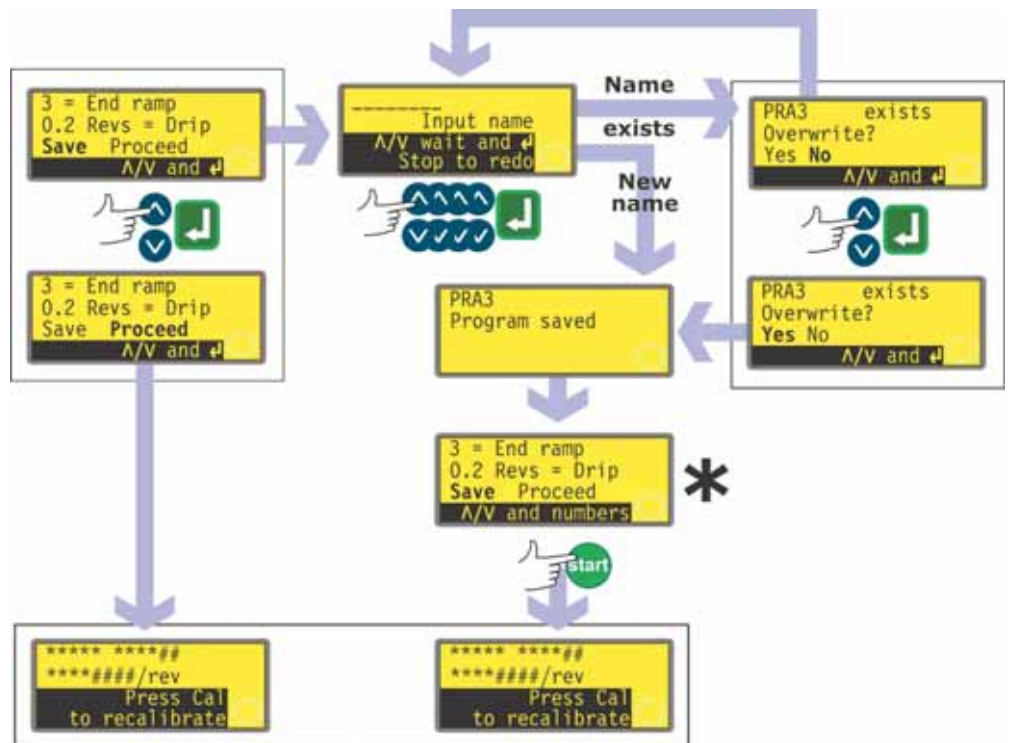 3 = End ramp
0.2 Revs = Drip
Save Proceed
∧/∨ and ↵
3 = End ramp
0.2 Revs = Drip
Save Proceed
∧/∨ and ↵
________
Input name
∧/∨ wait and ↵
Stop to redo
Name
exists
New
name
PRA3 exists
Overwrite?
Yes No
∧/∨ and ↵
PRA3 exists
Overwrite?
Yes No
∧/∨ and ↵
PRA3
Program saved
3 = End ramp
0.2 Revs = Drip
Save Proceed
∧/∨ and numbers
*
start
***** ****##
****####/rev
Press Cal
to recalibrate
***** ****##
****####/rev
Press Cal
to recalibrate